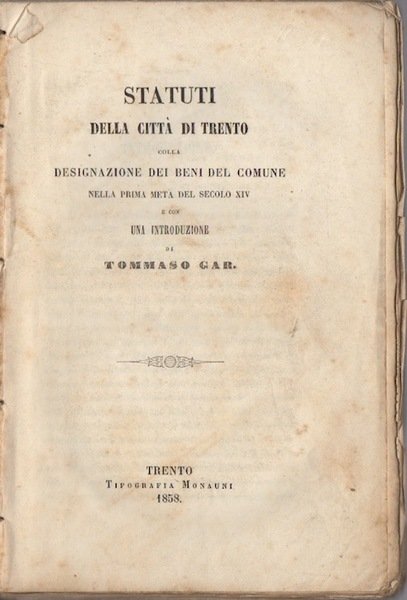 STATUTI
DELLA CITTÀ DI TRENTO
COLLA
DESIGNAZIONE DEI BENI DEL COMUNE
NELLA PRIMA METÀ DEL SECOLO XIV
E CON
UNA INTRODUZIONE
DI
TOMMASO GAR.
TRENTO
TIPOGRAFIA MONAUNI
1858.